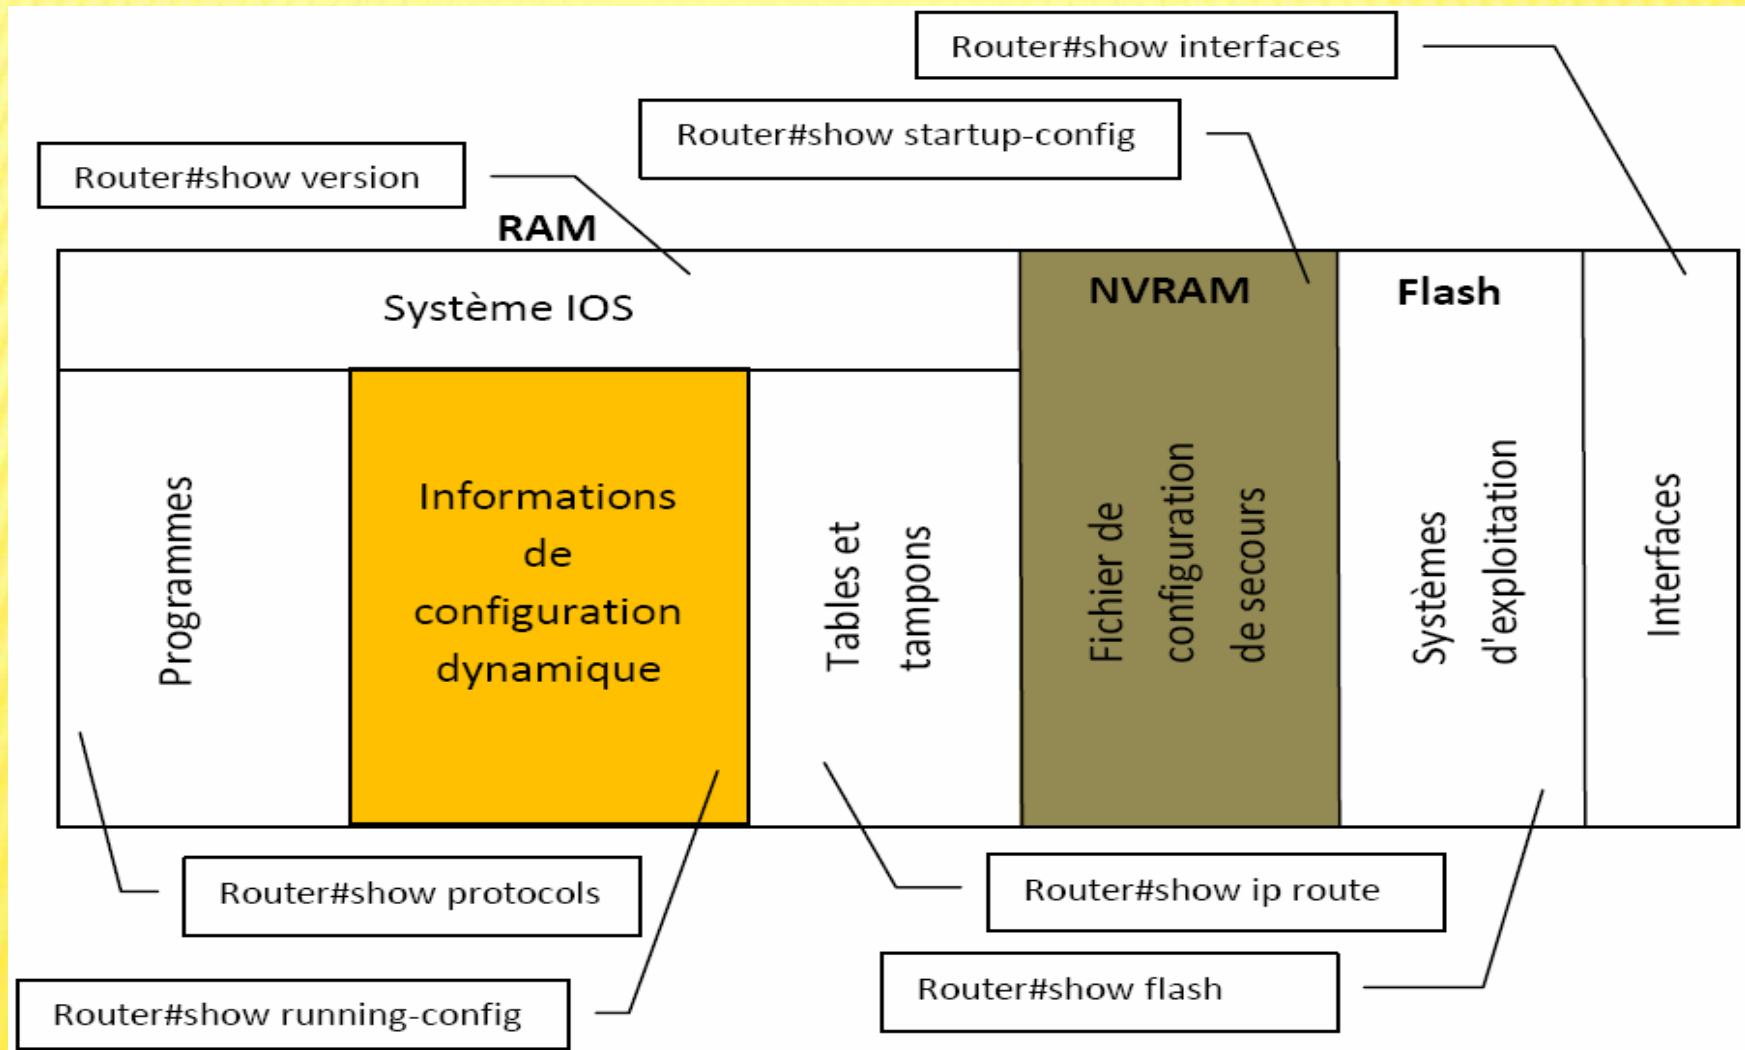 Router#show interfaces
Router#show startup-config
Router#show version
RAM
Système IOS
NVRAM
Flash
Programmes
Informations
de
configuration
dynamique
Tables et
tampons
Fichier de
configuration
de secours
Systèmes
d'exploitation
Interfaces
Router#show protocols
Router#show ip route
Router#show flash
Router#show running-config